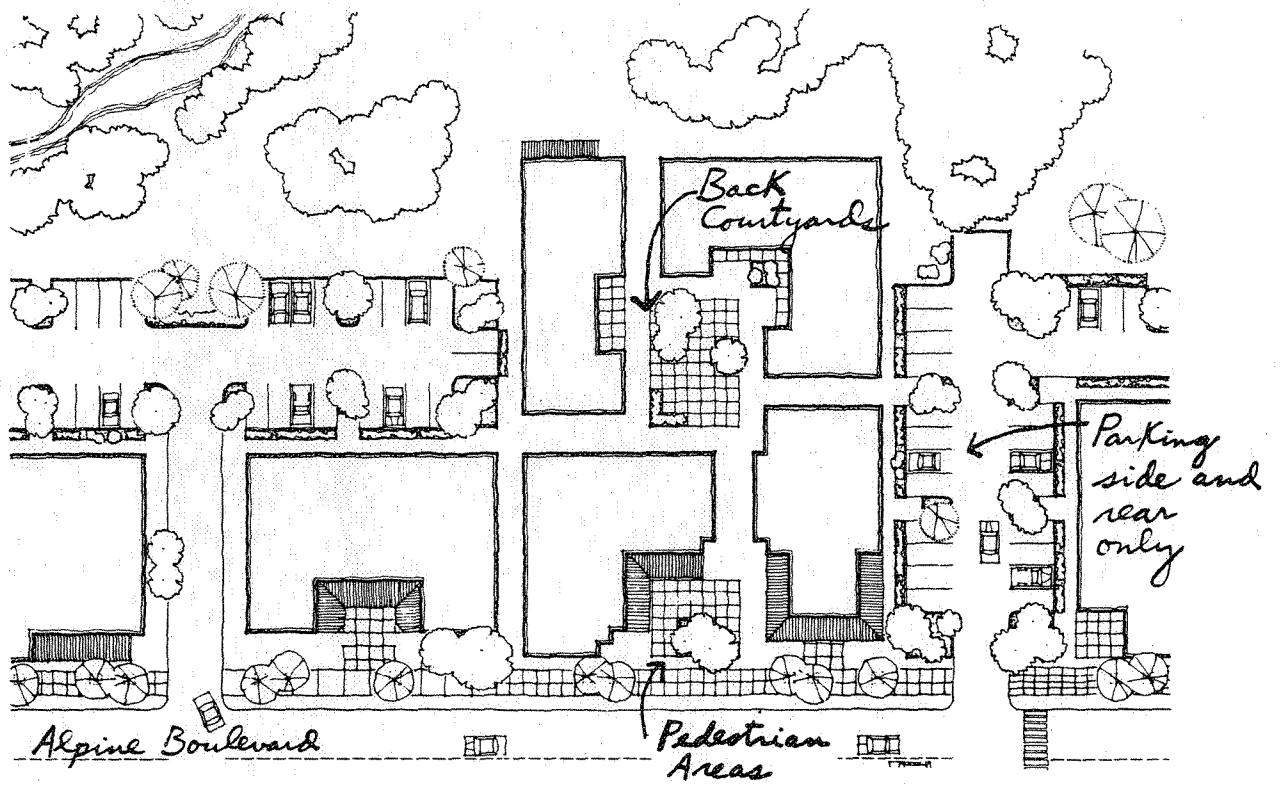 Back
Courtyards
Parking
side and
rear
only
Alpine Boulevard
Pedestrian
Areas